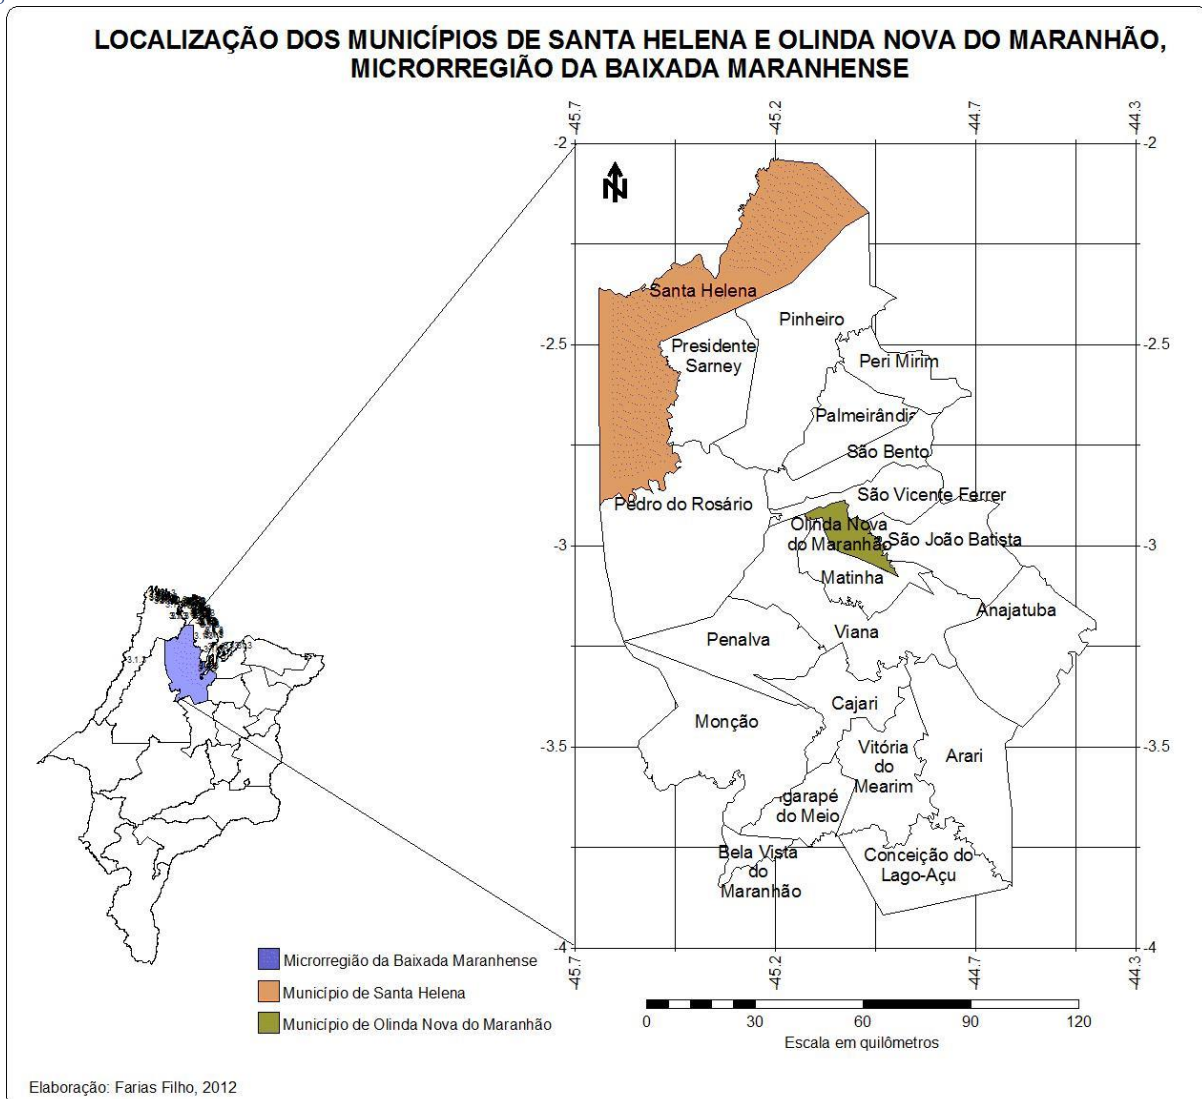 LOCALIZAÇÃO DOS MUNICÍPIOS DE SANTA HELENA E OLINDA NOVA DO MARANHÃO,
MICRORREGIÃO DA BAIXADA MARANHENSE
-45.7
-45.2
-44.7
-44.3
-2
-2
N
Santa Helena
Pinheiro
-2.5
-2.5
Presidente
Sarney
Peri Mirim
Palmeirândia
São Bento
São Vicente Ferrer
Pedro do Rosário
Olinda Nova
do Maranhão
São João Batista
-3
-3
Matinha
Anajatuba
Viana
Penalva
Cajari
Monção
Vitória
do
Mearim
Arari
-3.5
-3.5
Igarapé
do Meio
Bela Vista
do
Maranhão
Conceição do
Lago-Açu
-4
-4
-45.7
-45.2
-44.7
-44.3
Microrregião da Baixada Maranhense
Município de Santa Helena
Município de Olinda Nova do Maranhão
0
30
60
90
120
Escala em quilômetros
Elaboração: Farias Filho, 2012